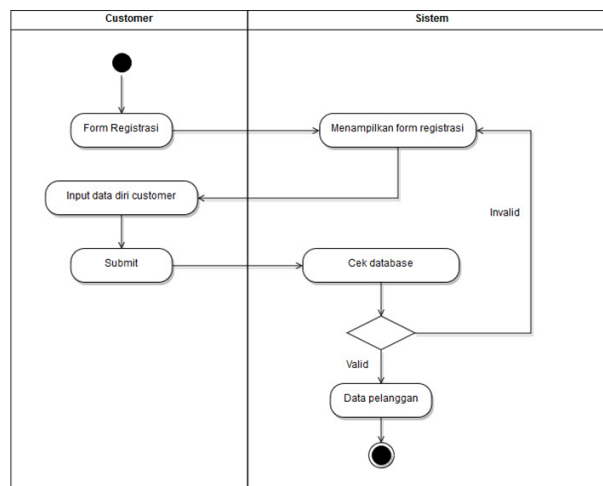 Customer
Sistem
Form Registrasi
Menampilkan form registrasi
Input data diri customer
Invalid
Submit
Cek database
Valid
Data pelanggan